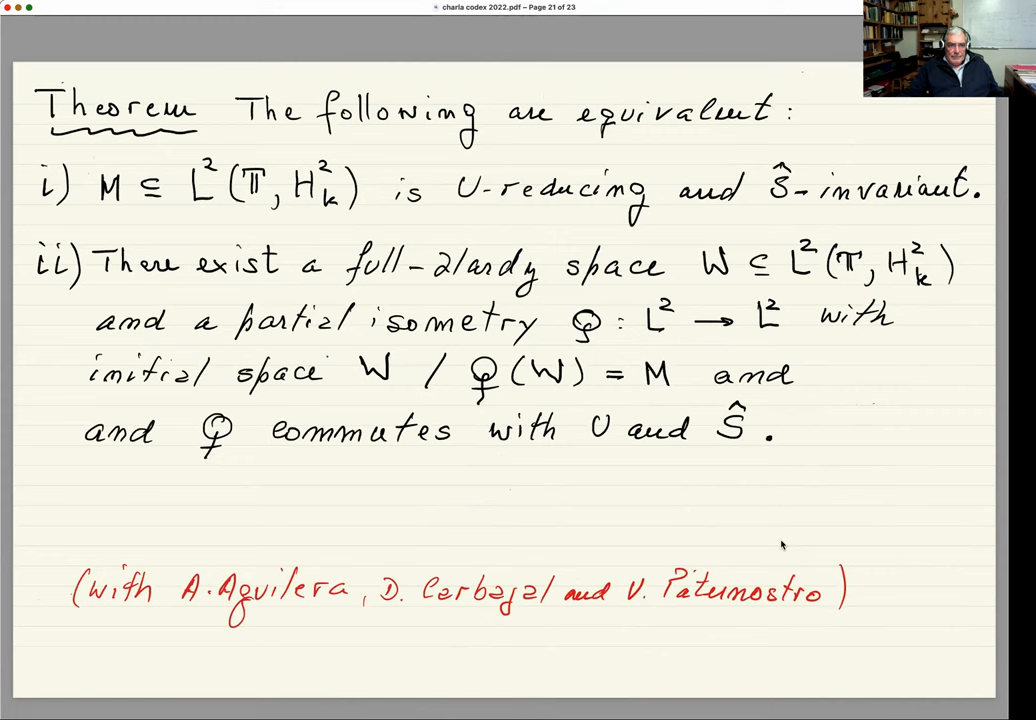 charla codex 2022.pdf – Page 21 of 23
Theorem The following are equivalent:
i) M ⊆ L²(𝕋, H²ₖ) is U-reducing and Ŝ-invariant.
ii) There exist a full-Hardy space W ⊆ L²(𝕋, H²ₖ)
and a partial isometry Φ : L² → L² with
initial space W / Φ(W) = M and
and Φ commutes with U and Ŝ.
(with A. Aguilera, D. Carbajal and V. Paternostro)